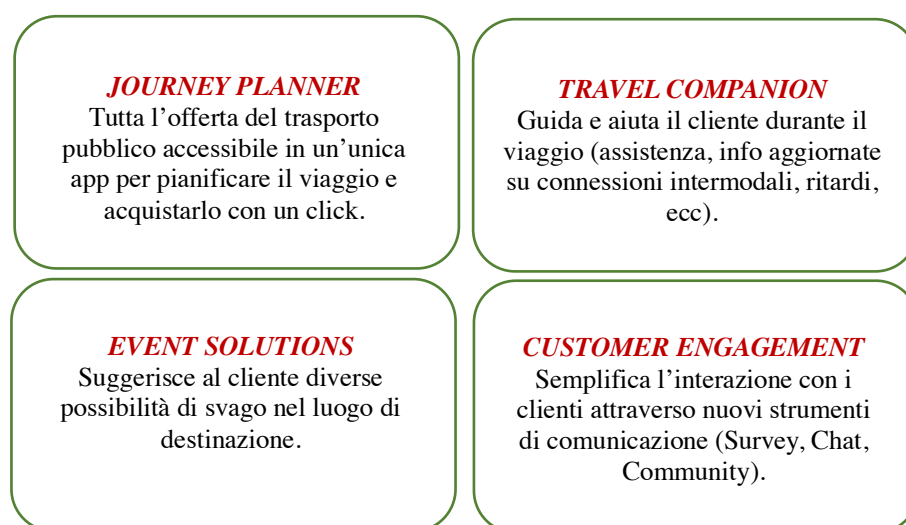 JOURNEY PLANNER
Tutta l’offerta del trasporto
pubblico accessibile in un’unica
app per pianificare il viaggio e
acquistarlo con un click.
TRAVEL COMPANION
Guida e aiuta il cliente durante il
viaggio (assistenza, info aggiornate
su connessioni intermodali, ritardi,
ecc).
EVENT SOLUTIONS
Suggerisce al cliente diverse
possibilità di svago nel luogo di
destinazione.
CUSTOMER ENGAGEMENT
Semplifica l’interazione con i
clienti attraverso nuovi strumenti
di comunicazione (Survey, Chat,
Community).